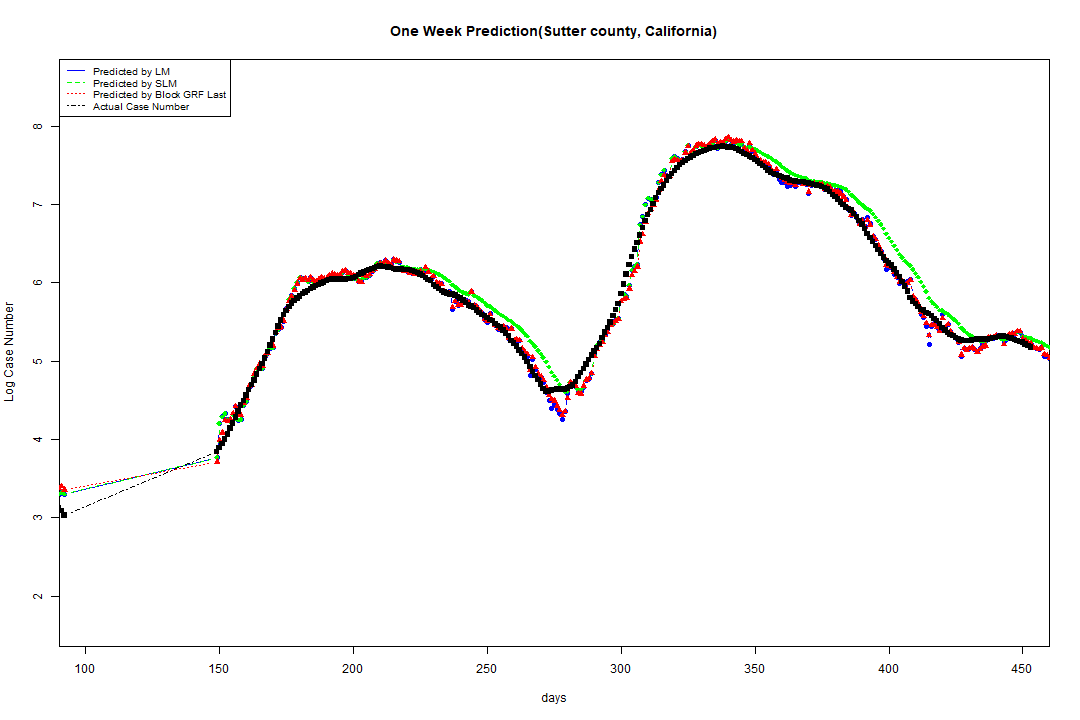 One Week Prediction(Sutter county, California)
Predicted by LM
Predicted by SLM
Predicted by Block GRF Last
Actual Case Number
8
7
6
5
4
3
2
Log Case Number
100 150 200 250 300 350 400 450
days